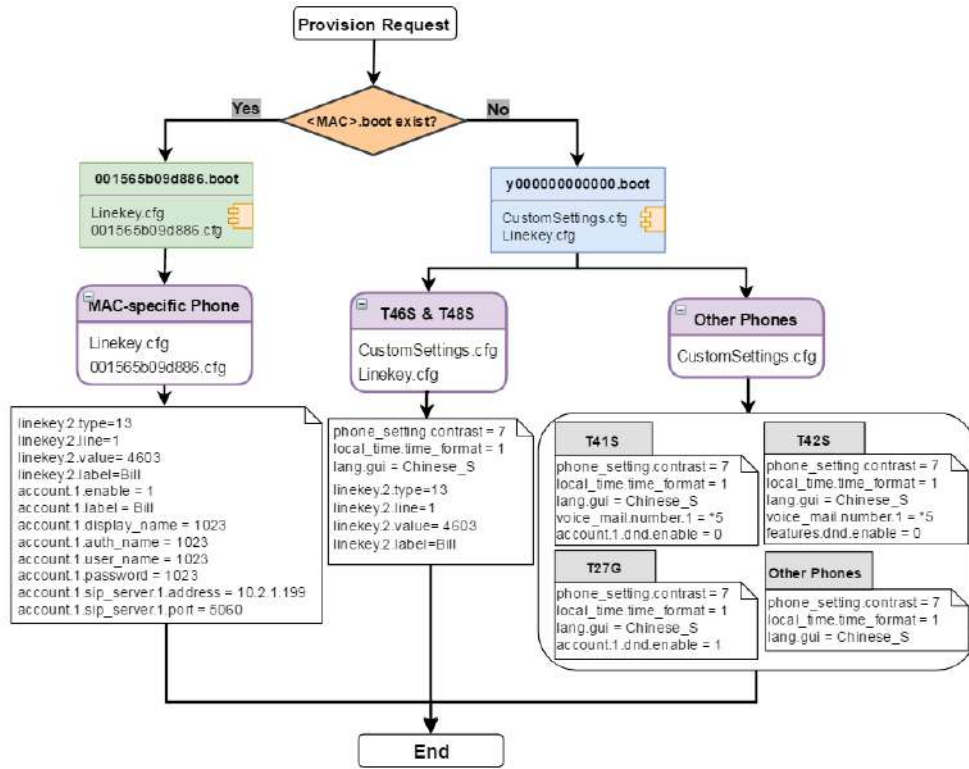 Provision Request
Yes
<MAC>.boot exist?
No
001565b09d886.boot
Linekey.cfg
001565b09d886.cfg
y000000000000.boot
CustomSettings.cfg
Linekey.cfg
MAC-specific Phone
Linekey.cfg
001565b09d886.cfg
T46S & T48S
CustomSettings.cfg
Linekey.cfg
Other Phones
CustomSettings.cfg
linekey.2.type=13
linekey.2.line=1
linekey.2.value= 4603
linekey.2.label=Bill
account.1.enable = 1
account.1.label = Bill
account.1.display_name = 1023
account.1.auth_name = 1023
account.1.user_name = 1023
account.1.password = 1023
account.1.sip_server.1.address = 10.2.1.199
account.1.sip_server.1.port = 5060
phone_setting.contrast = 7
local_time.time_format = 1
lang.gui = Chinese_S
linekey.2.type=13
linekey.2.line=1
linekey.2.value= 4603
linekey.2.label=Bill
T41S
phone_setting.contrast = 7
local_time.time_format = 1
lang.gui = Chinese_S
voice_mail.number.1 = *5
account.1.dnd.enable = 0
T42S
phone_setting.contrast = 7
local_time.time_format = 1
lang.gui = Chinese_S
voice_mail.number.1 = *5
features.dnd.enable = 0
T27G
phone_setting.contrast = 7
local_time.time_format = 1
lang.gui = Chinese_S
account.1.dnd.enable = 1
Other Phones
phone_setting.contrast = 7
local_time.time_format = 1
lang.gui = Chinese_S
End